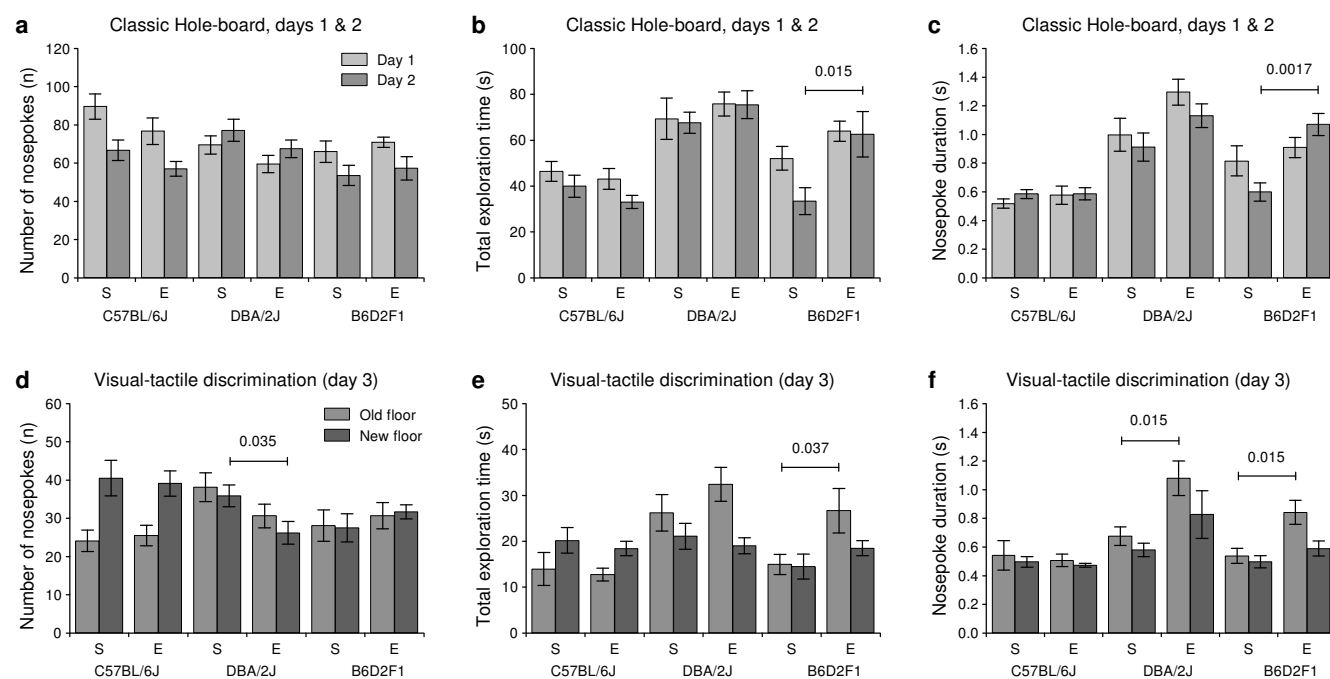 a Classic Hole-board, days 1 & 2
Number of nosepokes (n)
120
100
80
60
40
20
0
Day 1
Day 2
S E S E S E
C57BL/6J DBA/2J B6D2F1
b Classic Hole-board, days 1 & 2
Total exploration time (s)
100
80
60
40
20
0
0.015
S E S E S E
C57BL/6J DBA/2J B6D2F1
c Classic Hole-board, days 1 & 2
Nosepoke duration (s)
1.6
1.4
1.2
1.0
0.8
0.6
0.4
0.2
0.0
0.0017
S E S E S E
C57BL/6J DBA/2J B6D2F1
d Visual-tactile discrimination (day 3)
Number of nosepokes (n)
60
50
40
30
20
10
0
Old floor
New floor
0.035
S E S E S E
C57BL/6J DBA/2J B6D2F1
e Visual-tactile discrimination (day 3)
Total exploration time (s)
50
40
30
20
10
0
0.037
S E S E S E
C57BL/6J DBA/2J B6D2F1
f Visual-tactile discrimination (day 3)
Nosepoke duration (s)
1.6
1.4
1.2
1.0
0.8
0.6
0.4
0.2
0.0
0.015
0.015
S E S E S E
C57BL/6J DBA/2J B6D2F1